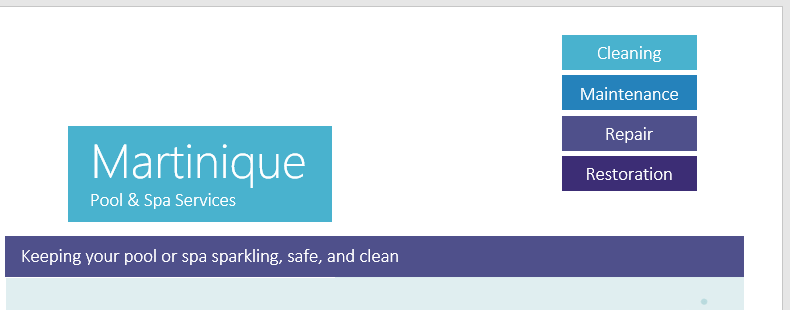 Cleaning
Maintenance
Repair
Restoration
Martinique
Pool & Spa Services
Keeping your pool or spa sparkling, safe, and clean